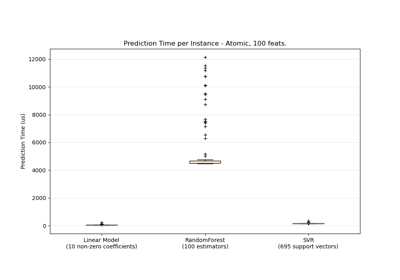 Prediction Time per Instance - Atomic, 100 feats.
Prediction Time (us)
12000
10000
8000
6000
4000
2000
0
Linear Model
(10 non-zero coefficients)
RandomForest
(100 estimators)
SVR
(695 support vectors)